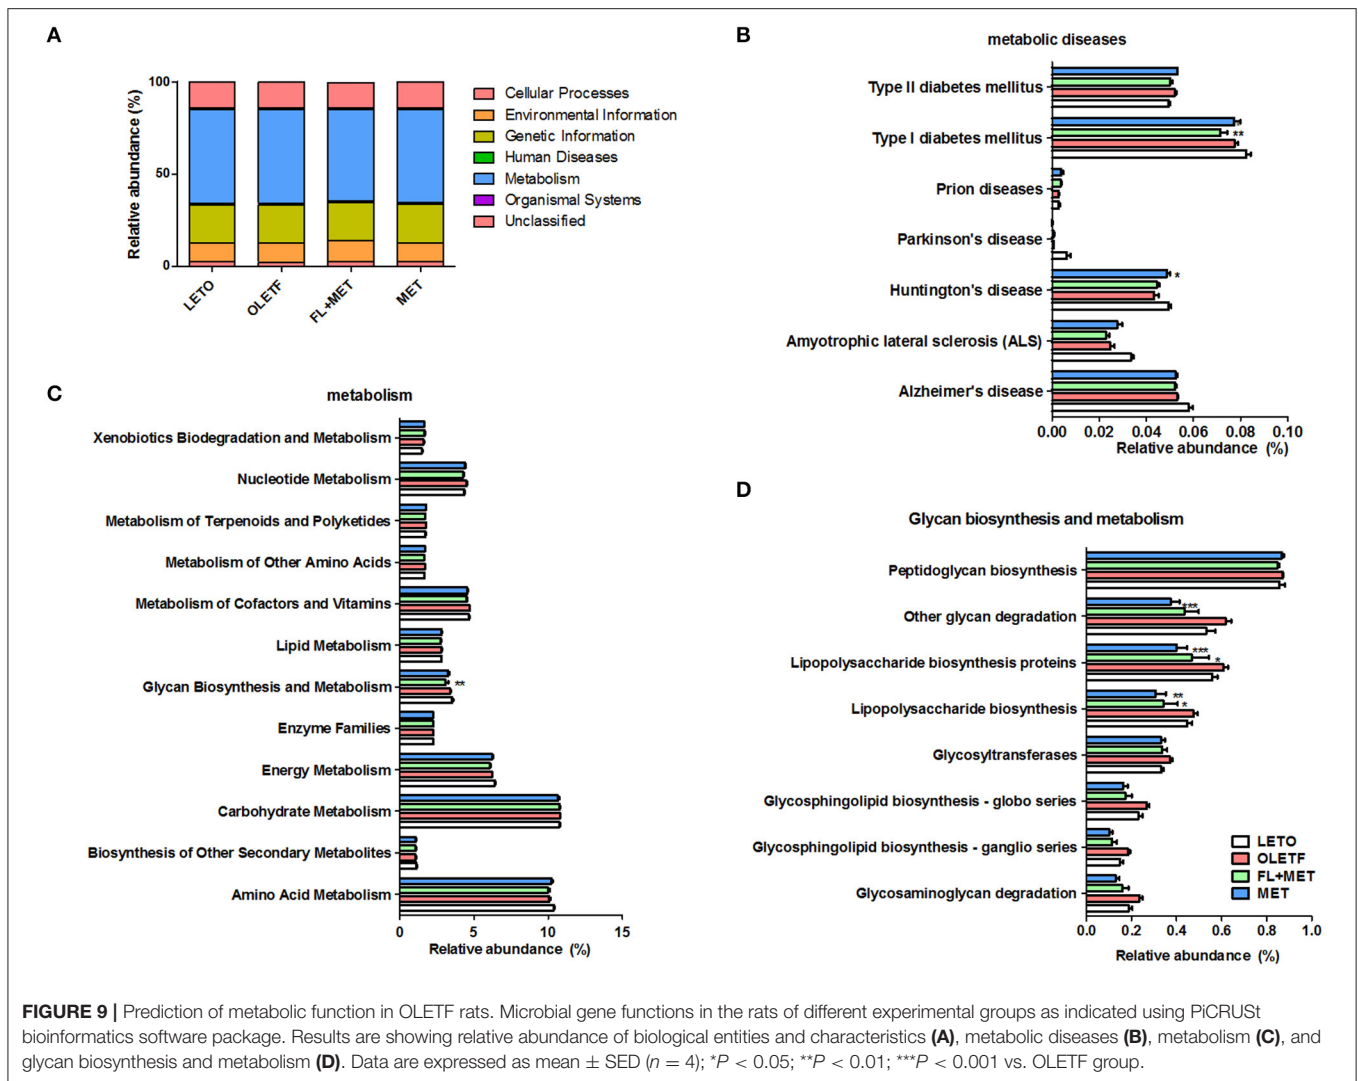 A
Relative abundance (%)
100
50
0
LETO
OLETF
FL+MET
MET
Cellular Processes
Environmental Information
Genetic Information
Human Diseases
Metabolism
Organismal Systems
Unclassified
B
metabolic diseases
Type II diabetes mellitus
Type I diabetes mellitus
**
Prion diseases
Parkinson's disease
Huntington's disease
*
Amyotrophic lateral sclerosis (ALS)
Alzheimer's disease
0.00 0.02 0.04 0.06 0.08 0.10
Relative abundance (%)
C
metabolism
Xenobiotics Biodegradation and Metabolism
Nucleotide Metabolism
Metabolism of Terpenoids and Polyketides
Metabolism of Other Amino Acids
Metabolism of Cofactors and Vitamins
Lipid Metabolism
Glycan Biosynthesis and Metabolism
**
Enzyme Families
Energy Metabolism
Carbohydrate Metabolism
Biosynthesis of Other Secondary Metabolites
Amino Acid Metabolism
0 5 10 15
Relative abundance (%)
D
Glycan biosynthesis and metabolism
Peptidoglycan biosynthesis
Other glycan degradation
***
Lipopolysaccharide biosynthesis proteins
***
*
Lipopolysaccharide biosynthesis
**
*
Glycosyltransferases
Glycosphingolipid biosynthesis - globo series
Glycosphingolipid biosynthesis - ganglio series
Glycosaminoglycan degradation
LETO
OLETF
FL+MET
MET
0.0 0.2 0.4 0.6 0.8 1.0
Relative abundance (%)
FIGURE 9 | Prediction of metabolic function in OLETF rats. Microbial gene functions in the rats of different experimental groups as indicated using PiCRUSt
bioinformatics software package. Results are showing relative abundance of biological entities and characteristics (A), metabolic diseases (B), metabolism (C), and
glycan biosynthesis and metabolism (D). Data are expressed as mean ± SED (n = 4); *P < 0.05; **P < 0.01; ***P < 0.001 vs. OLETF group.